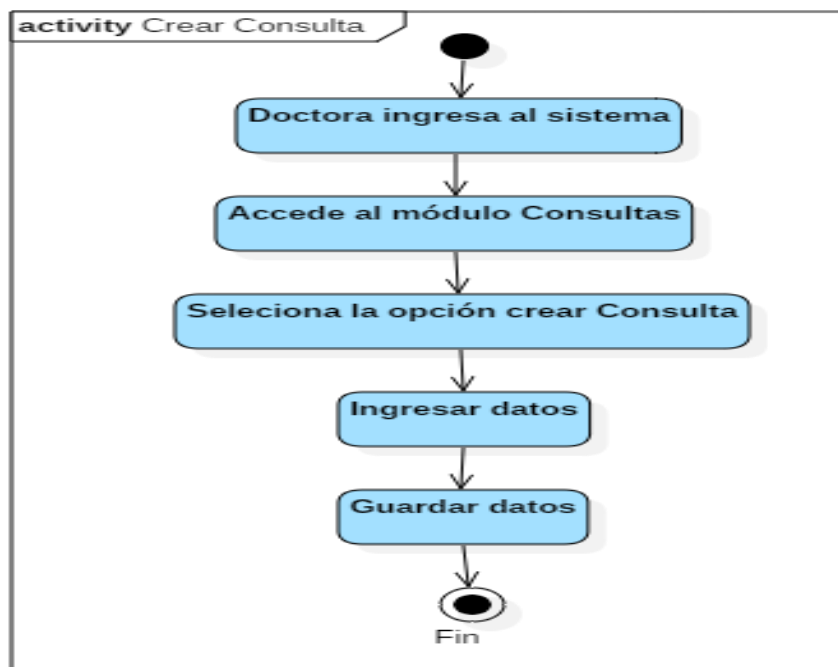 activity Crear Consulta
Doctora ingresa al sistema
Accede al módulo Consultas
Seleciona la opción crear Consulta
Ingresar datos
Guardar datos
Fin